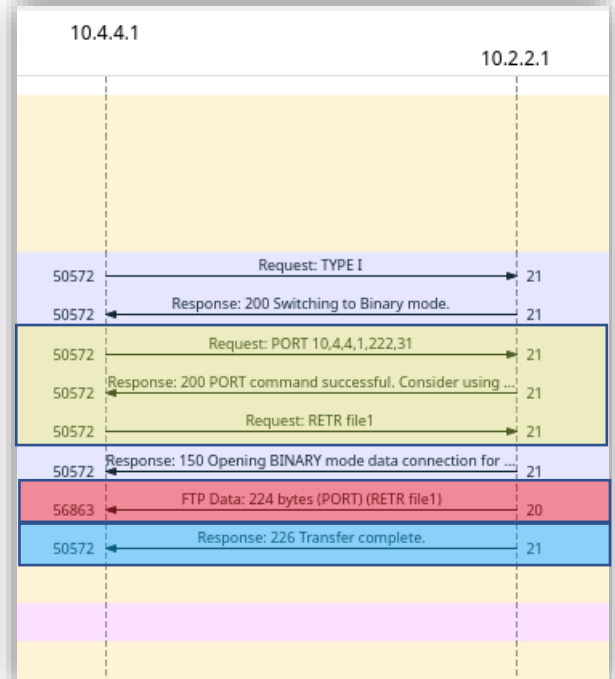 10.4.4.1
10.2.2.1
Request: TYPE I
50572 21
Response: 200 Switching to Binary mode.
50572 21
Request: PORT 10,4,4,1,222,31
50572 21
Response: 200 PORT command successful. Consider using ...
50572 21
Request: RETR file1
50572 21
Response: 150 Opening BINARY mode data connection for ...
50572 21
FTP Data: 224 bytes (PORT) (RETR file1)
56863 20
Response: 226 Transfer complete.
50572 21